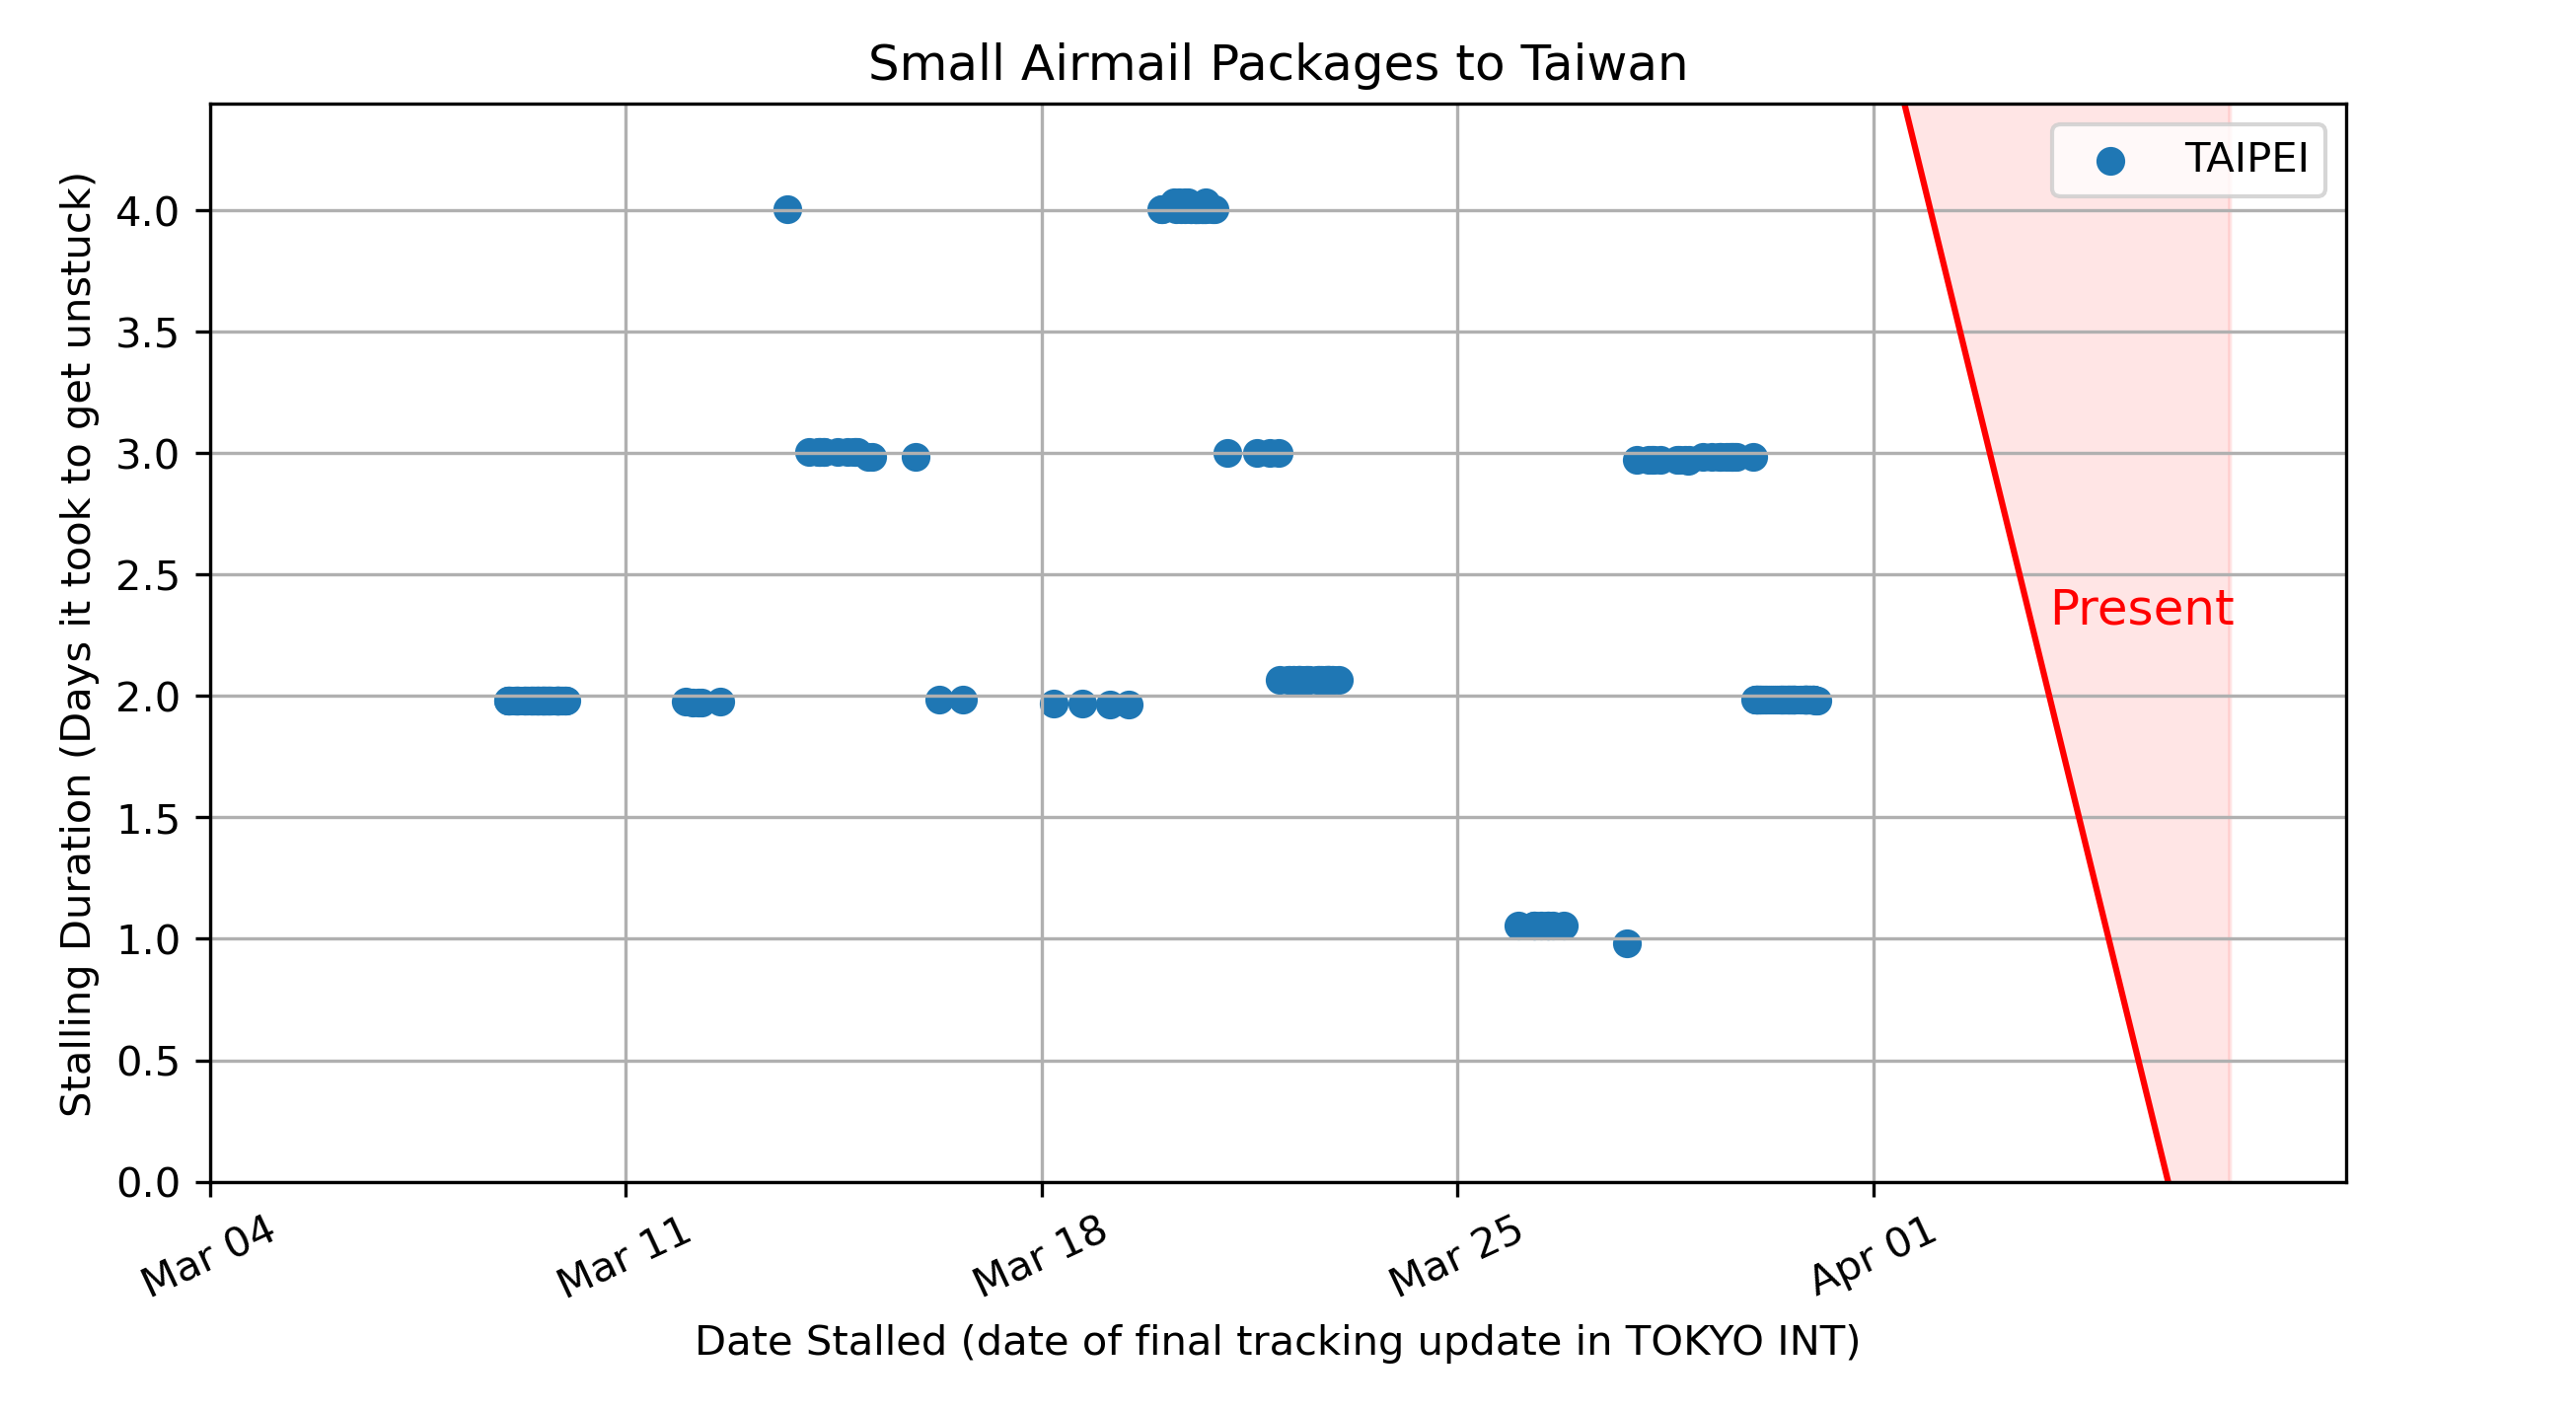 Small Airmail Packages to Taiwan
TAIPEI
Stalling Duration (Days it took to get unstuck)
4.0
3.5
3.0
2.5
2.0
1.5
1.0
0.5
0.0
Present
Mar 04
Mar 11
Mar 18
Mar 25
Apr 01
Date Stalled (date of final tracking update in TOKYO INT)